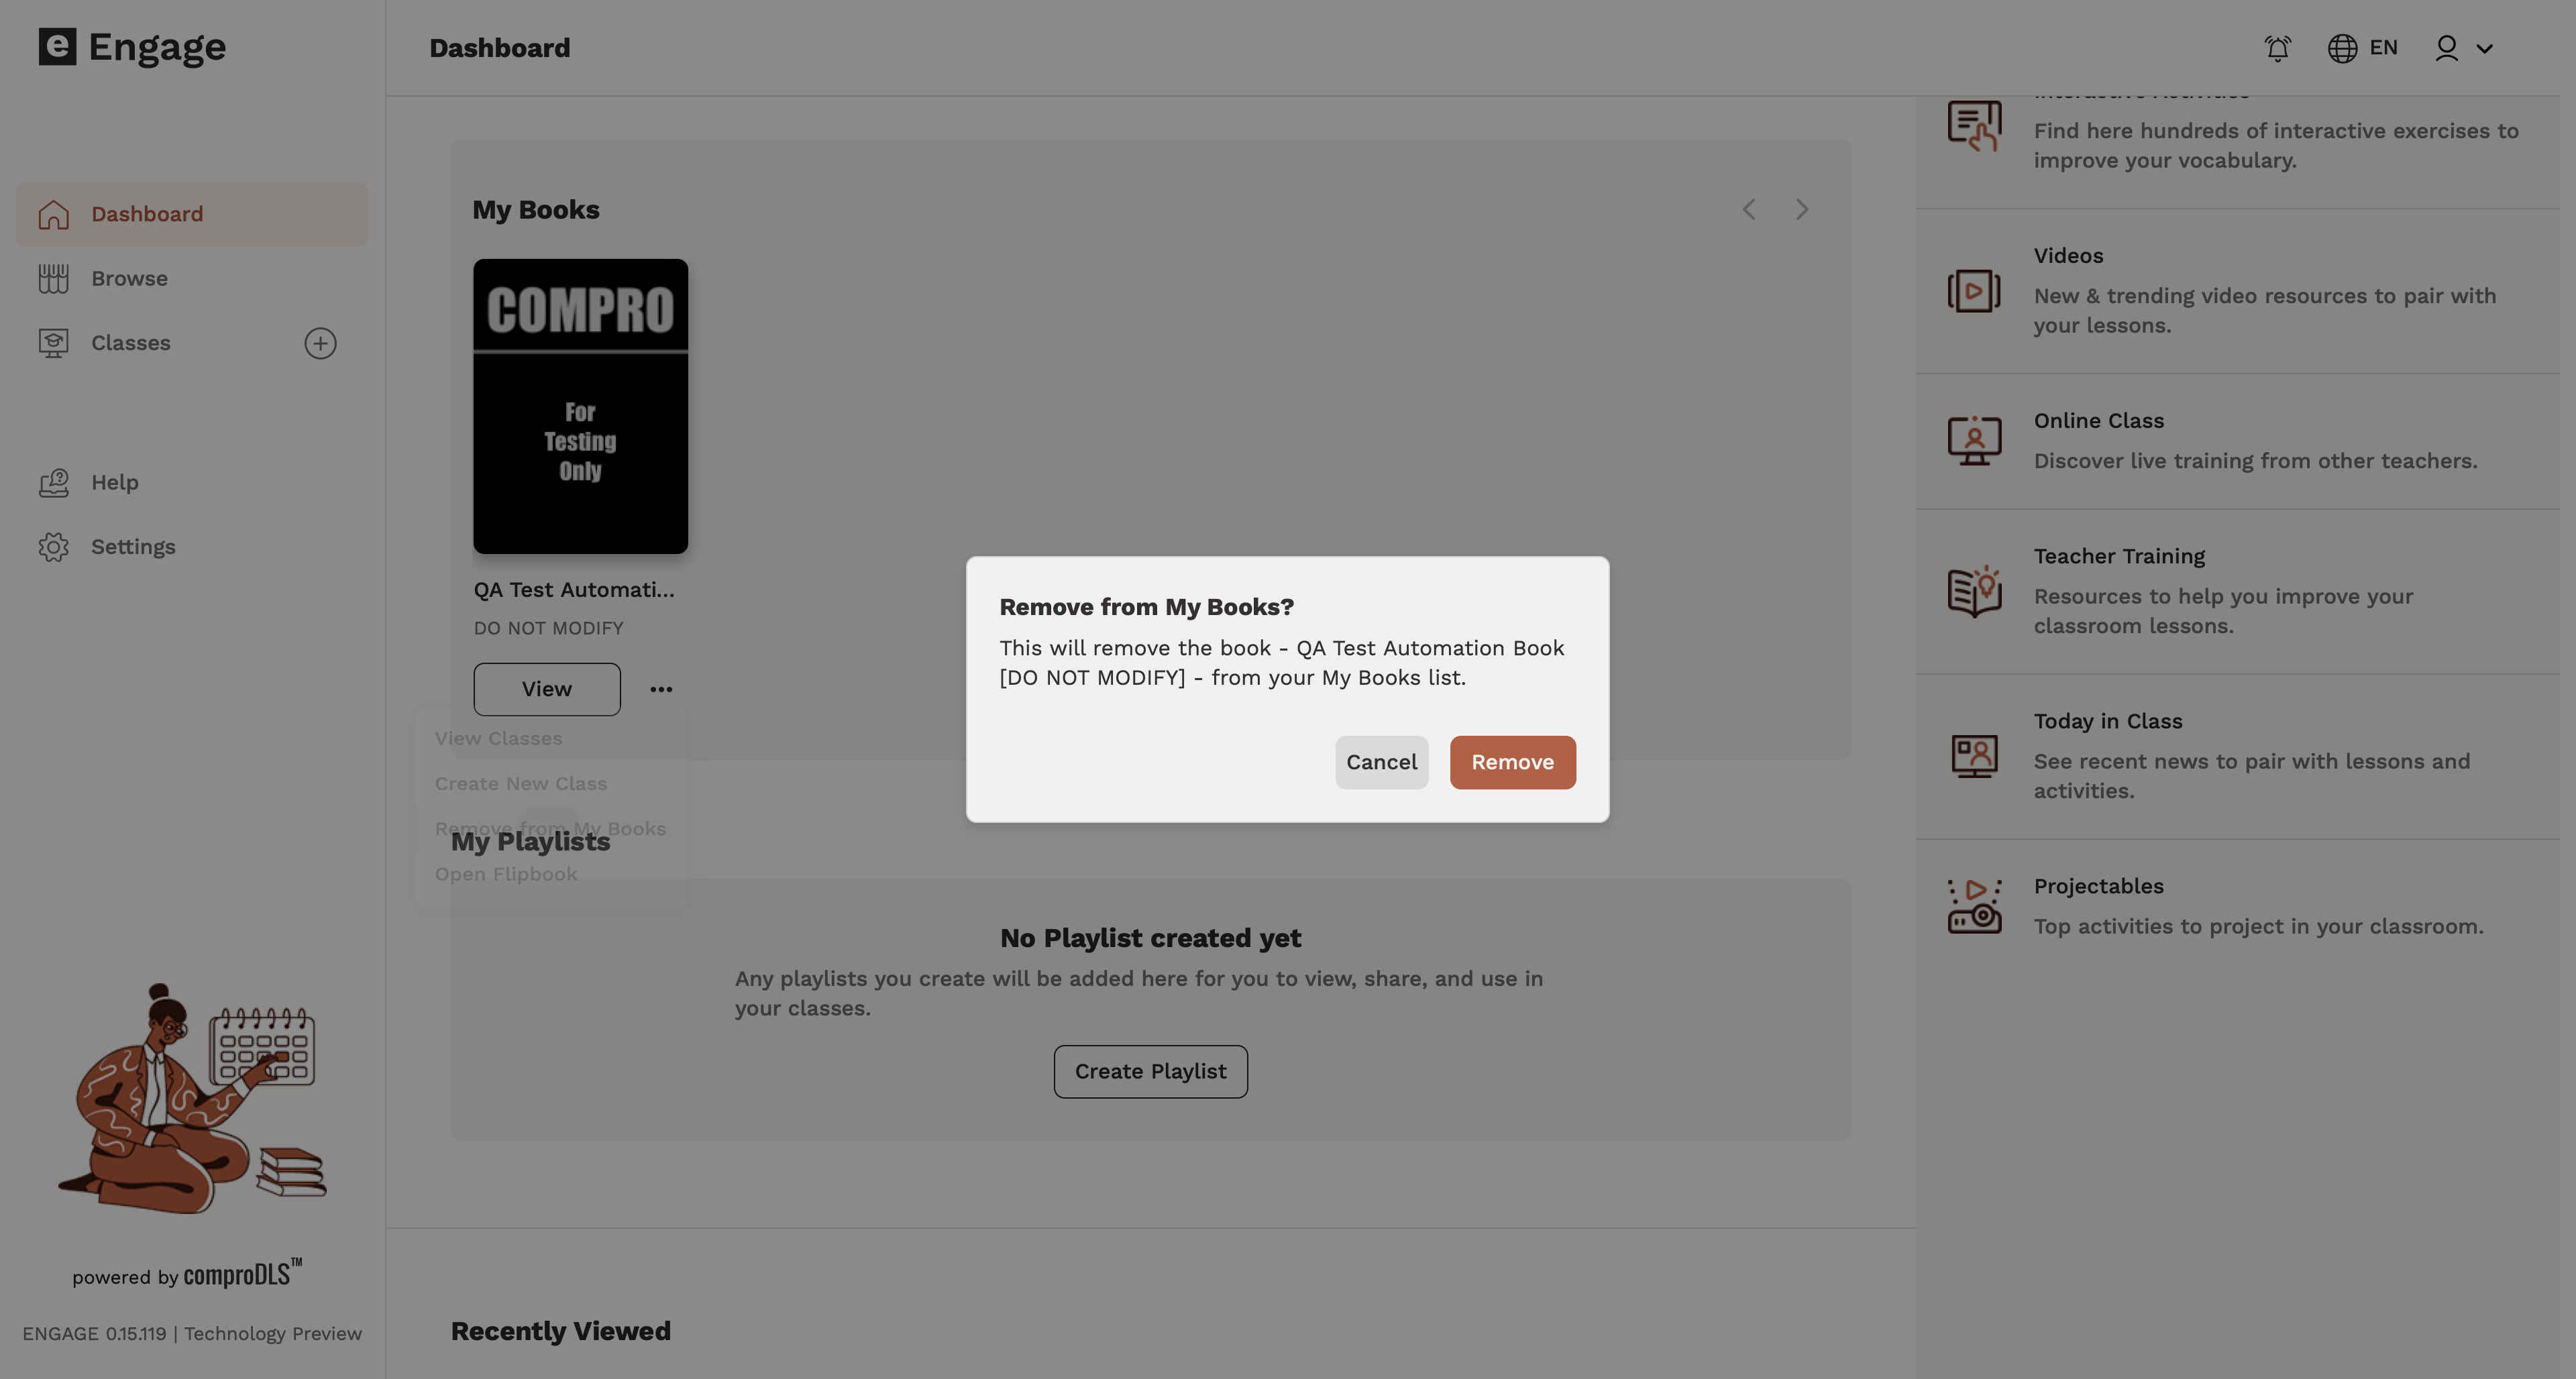 e Engage
Dashboard
EN
Dashboard
Browse
Classes
Help
Settings
powered by comproDLS™
ENGAGE 0.15.119 | Technology Preview
My Books
COMPRO
For
Testing
Only
QA Test Automati...
DO NOT MODIFY
View
View Classes
Create New Class
Remove from My Books
Open Flipbook
My Playlists
No Playlist created yet
Any playlists you create will be added here for you to view, share, and use in
your classes.
Create Playlist
Recently Viewed
Remove from My Books?
This will remove the book - QA Test Automation Book
[DO NOT MODIFY] - from your My Books list.
Cancel
Remove
Find here hundreds of interactive exercises to
improve your vocabulary.
Videos
New & trending video resources to pair with
your lessons.
Online Class
Discover live training from other teachers.
Teacher Training
Resources to help you improve your
classroom lessons.
Today in Class
See recent news to pair with lessons and
activities.
Projectables
Top activities to project in your classroom.